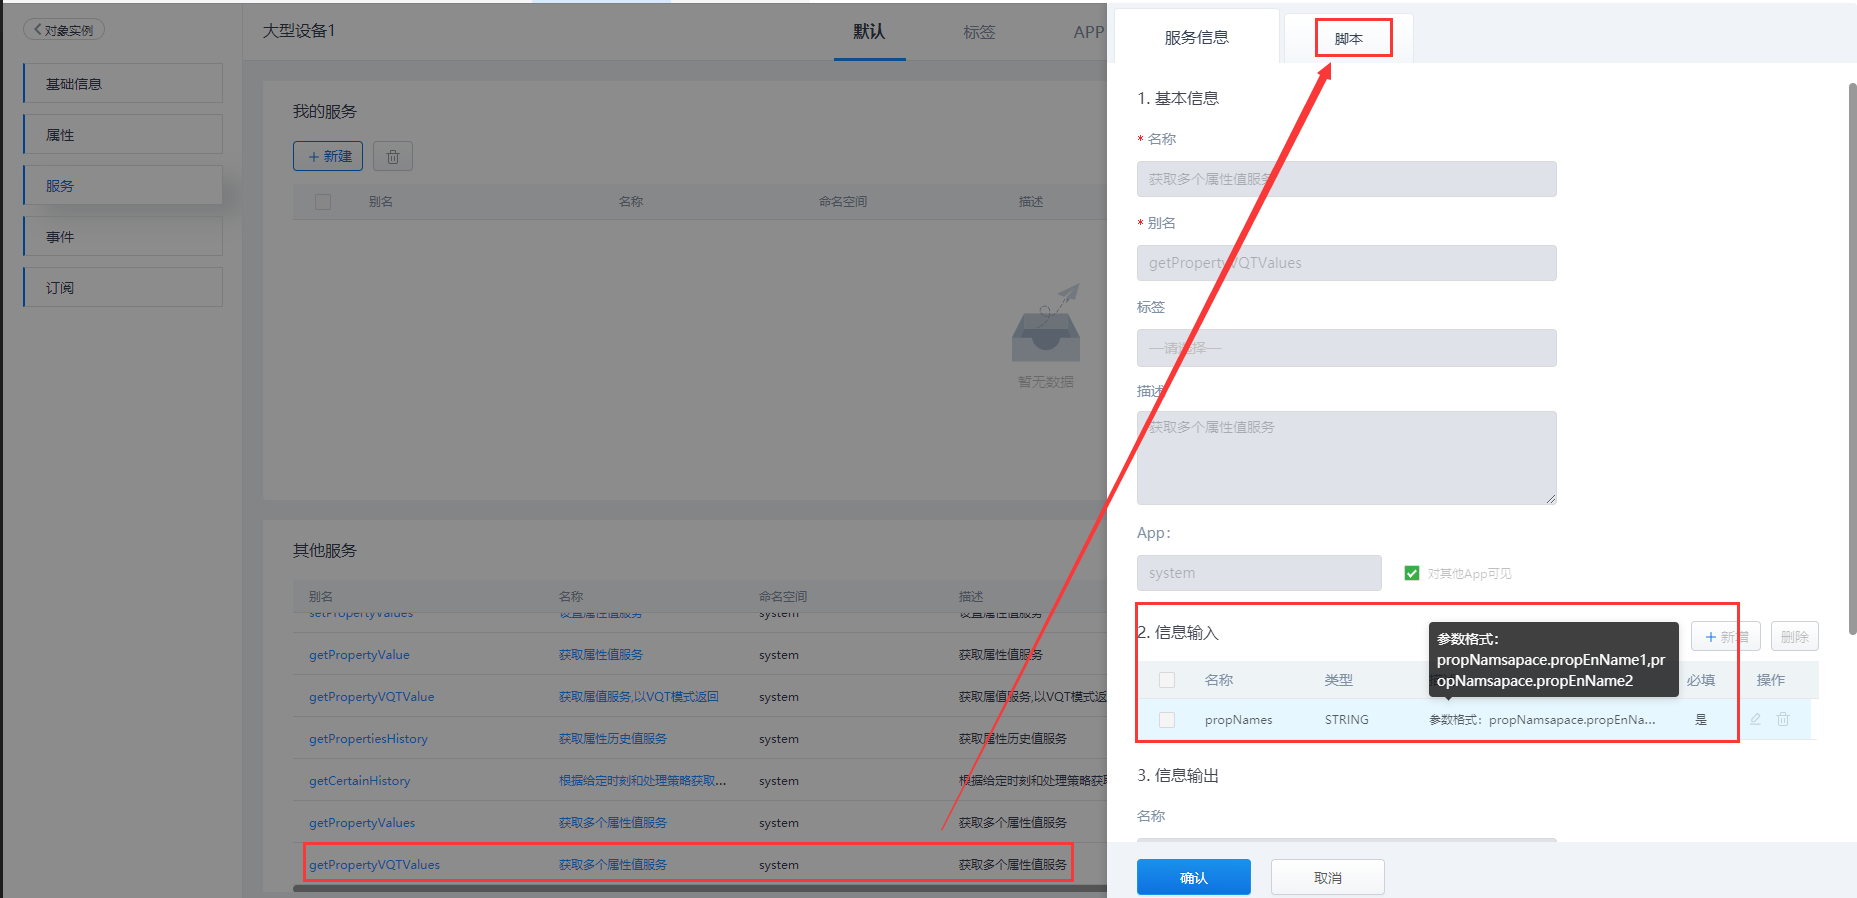 对象实例
基础信息
属性
服务
事件
订阅
大型设备1
默认
标签
APP
我的服务
新建
别名 名称 命名空间 描述
暂无数据
其他服务
别名 名称 命名空间 描述
setPropertyValues 设置属性值服务 system 设置属性值服务
getPropertyValue 获取属性值服务 system 获取属性值服务
getPropertyVQTValue 获取属值服务,以VQT模式返回 system 获取属值服务,以VQT模式返
getPropertiesHistory 获取属性历史值服务 system 获取属性历史值服务
getCertainHistory 根据给定时刻和处理策略获取... system 根据给定时刻和处理策略获
getPropertyValues 获取多个属性值服务 system 获取多个属性值服务
getPropertyVQTValues 获取多个属性值服务 system 获取多个属性值服务
服务信息
脚本
1. 基本信息
* 名称
获取多个属性值服务
* 别名
getPropertyVQTValues
标签
—请选择—
描述
获取多个属性值服务
App：
system
对其他App可见
2. 信息输入
新增
删除
参数格式：
propNamsapace.propEnName1,pr
opNamsapace.propEnName2
名称 类型 必填 操作
propNames STRING 参数格式：propNamsapace.propEnNa... 是
3. 信息输出
名称
确认
取消